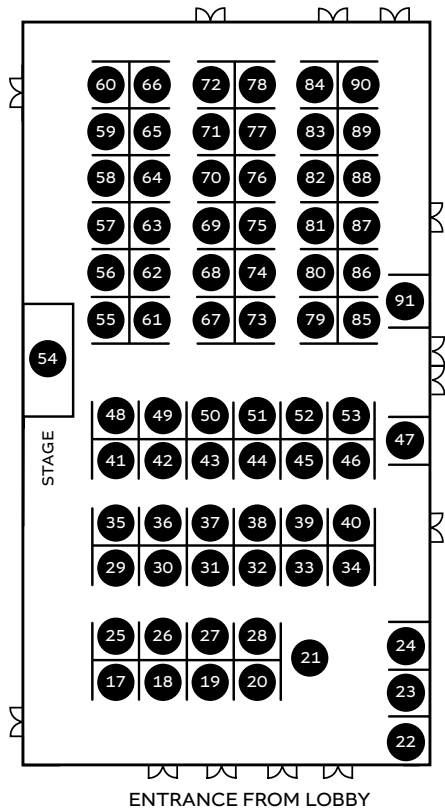 60 66 72 78 84 90
59 65 71 77 83 89
58 64 70 76 82 88
57 63 69 75 81 87
56 62 68 74 80 86
91
55 61 67 73 79 85
54
48 49 50 51 52 53
47
STAGE
41 42 43 44 45 46
35 36 37 38 39 40
29 30 31 32 33 34
25 26 27 28
24
21
17 18 19 20
23
22
ENTRANCE FROM LOBBY